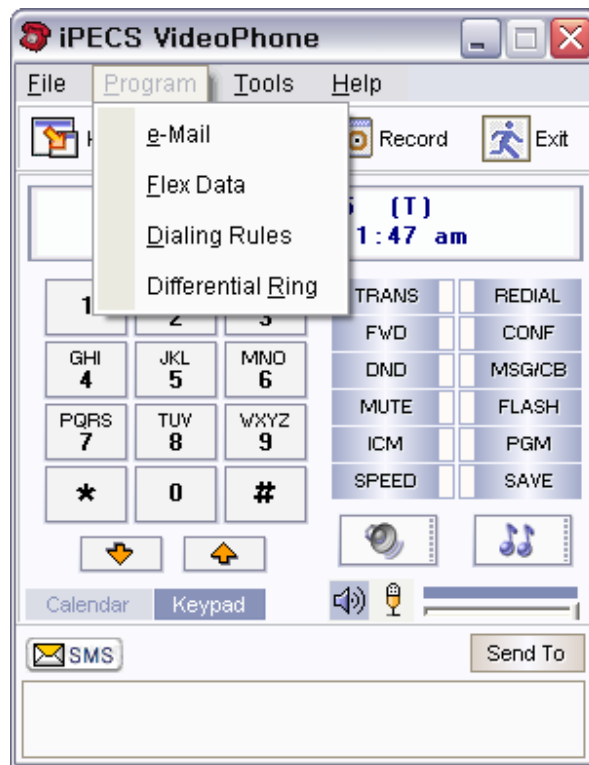 iPECS VideoPhone
File Program Tools Help
e-Mail
Flex Data
Dialing Rules
Differential Ring
Record Exit
(T)
1:47 am
1
2
3
GHI JKL MNO
4 5 6
PQRS TUV WXYZ
7 8 9
* 0 #
TRANS REDIAL
FWD CONF
DND MSG/CB
MUTE FLASH
ICM PGM
SPEED SAVE
Calendar Keypad
SMS Send To